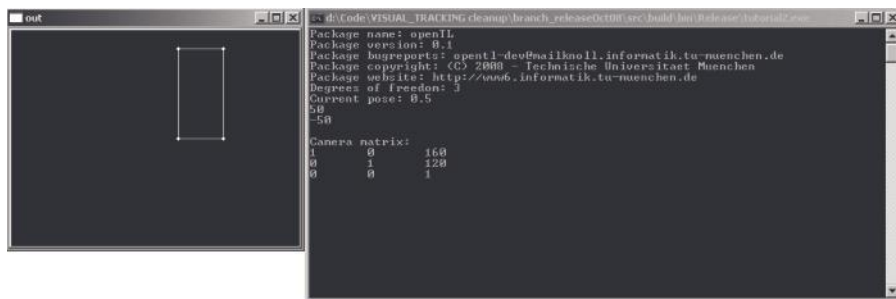 out
d:\Code\VISUAL_TRACKING cleanup\branch_releaseOct08\src\build\bin\Release\tutorial2.exe
Package name: openTL
Package version: 0.1
Package bugreports: opentl-dev@mailknoll.informatik.tu-muenchen.de
Package copyright: (C) 2008 - Technische Universitaet Muenchen
Package website: http://www6.informatik.tu-muenchen.de
Degrees of freedom: 3
Current pose: 0.5
50
-50
Camera matrix:
1 0 160
0 1 120
0 0 1